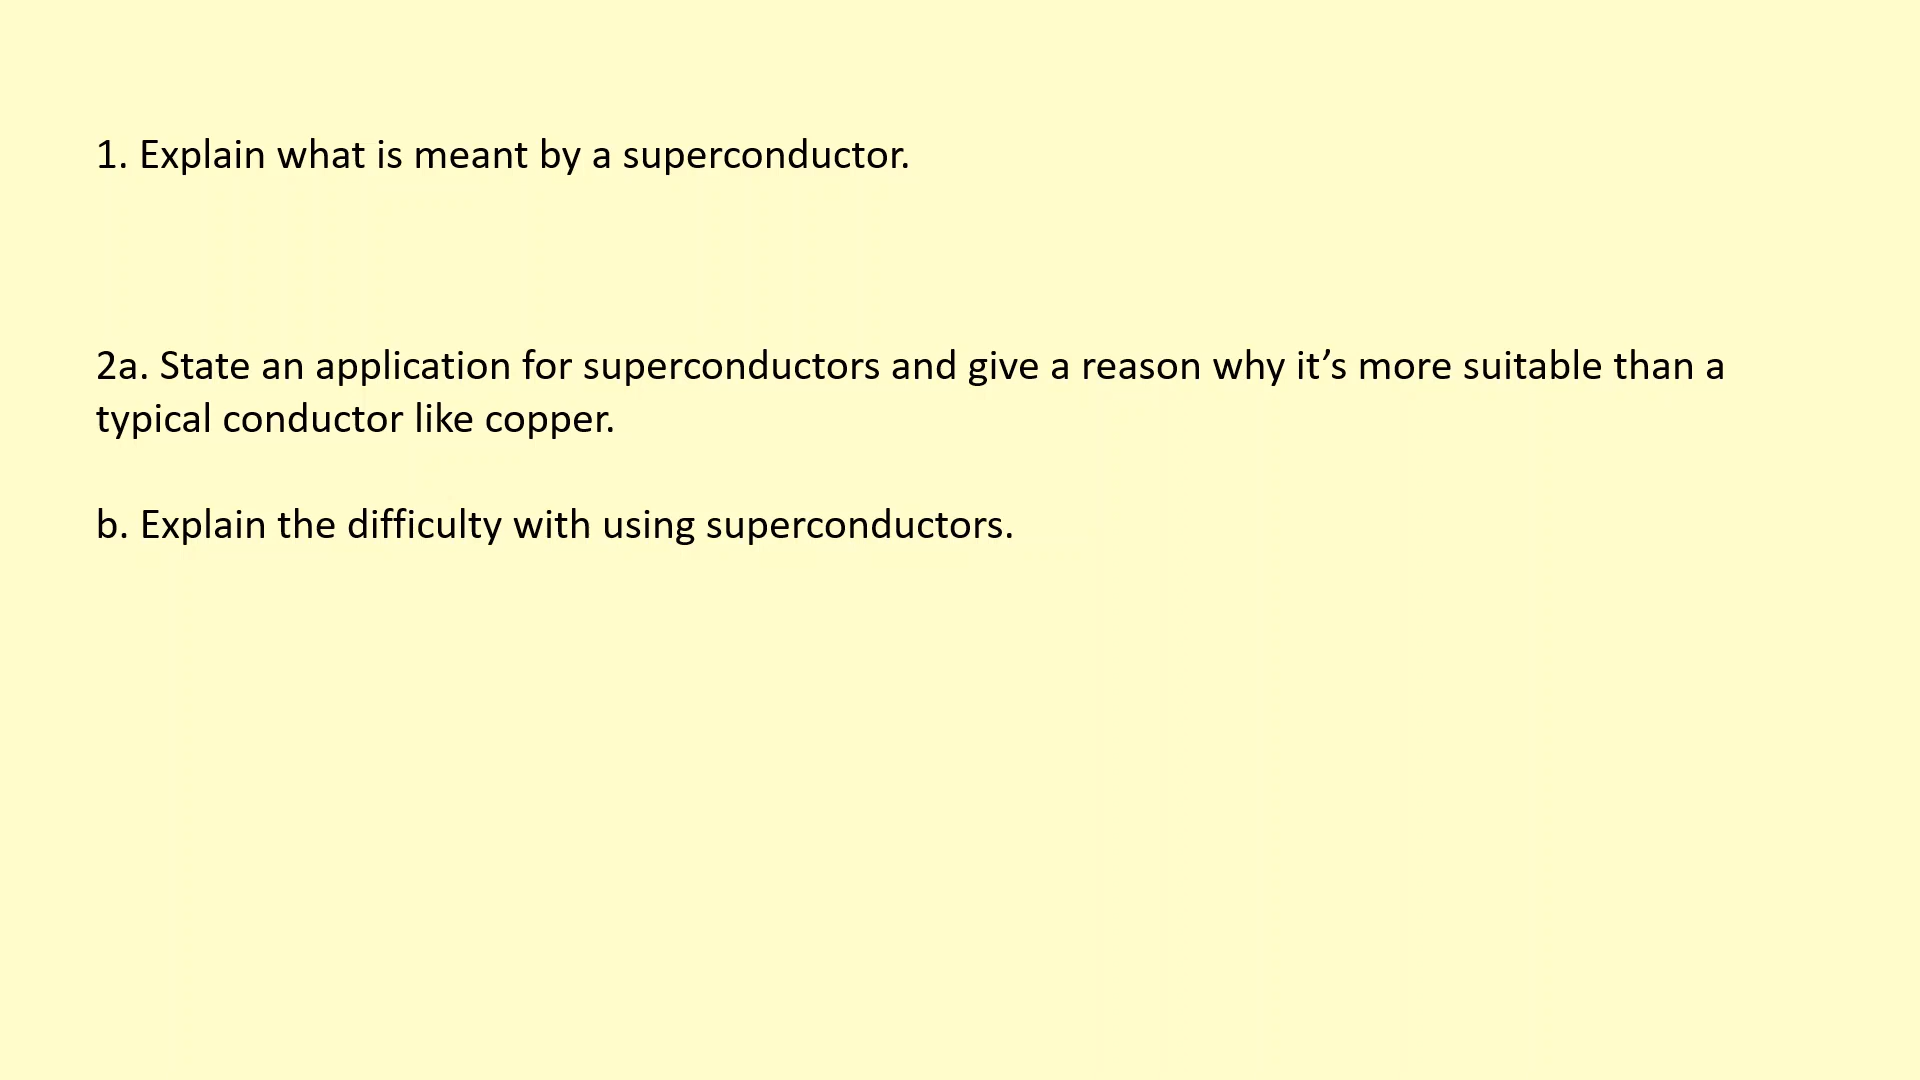 1. Explain what is meant by a superconductor.
2a. State an application for superconductors and give a reason why it’s more suitable than a
typical conductor like copper.
b. Explain the difficulty with using superconductors.